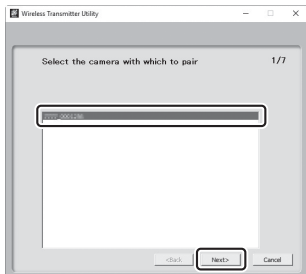 Wireless Transmitter Utility
Select the camera with which to pair 1/7
<Back Next> Cancel